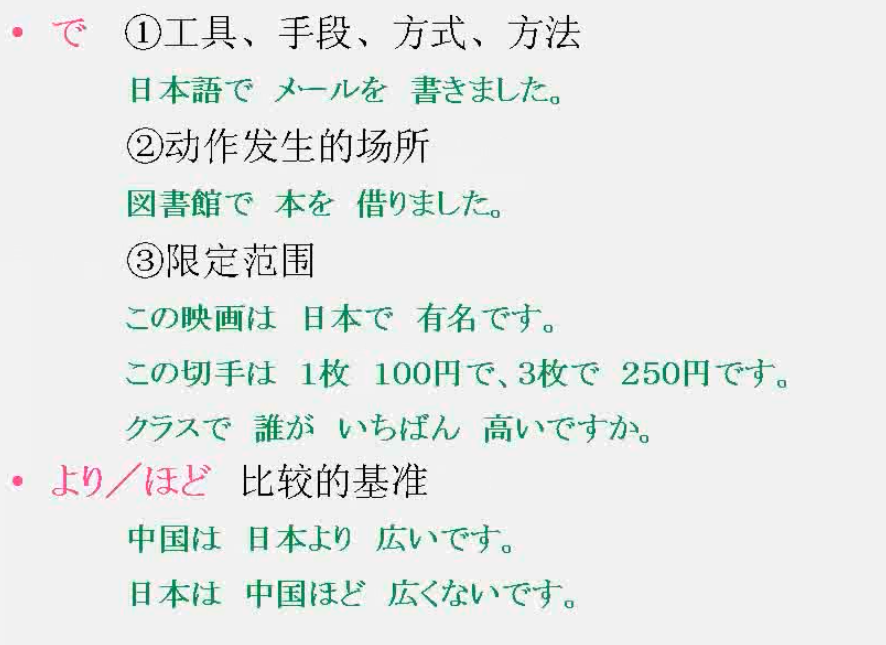 • で ①工具、手段、方式、方法
日本語で メールを 書きました。
②动作发生的场所
図書館で 本を 借りました。
③限定范围
この映画は 日本で 有名です。
この切手は 1枚 100円で、3枚で 250円です。
クラスで 誰が いちばん 高いですか。
• より／ほど 比较的基准
中国は 日本より 広いです。
日本は 中国ほど 広くないです。